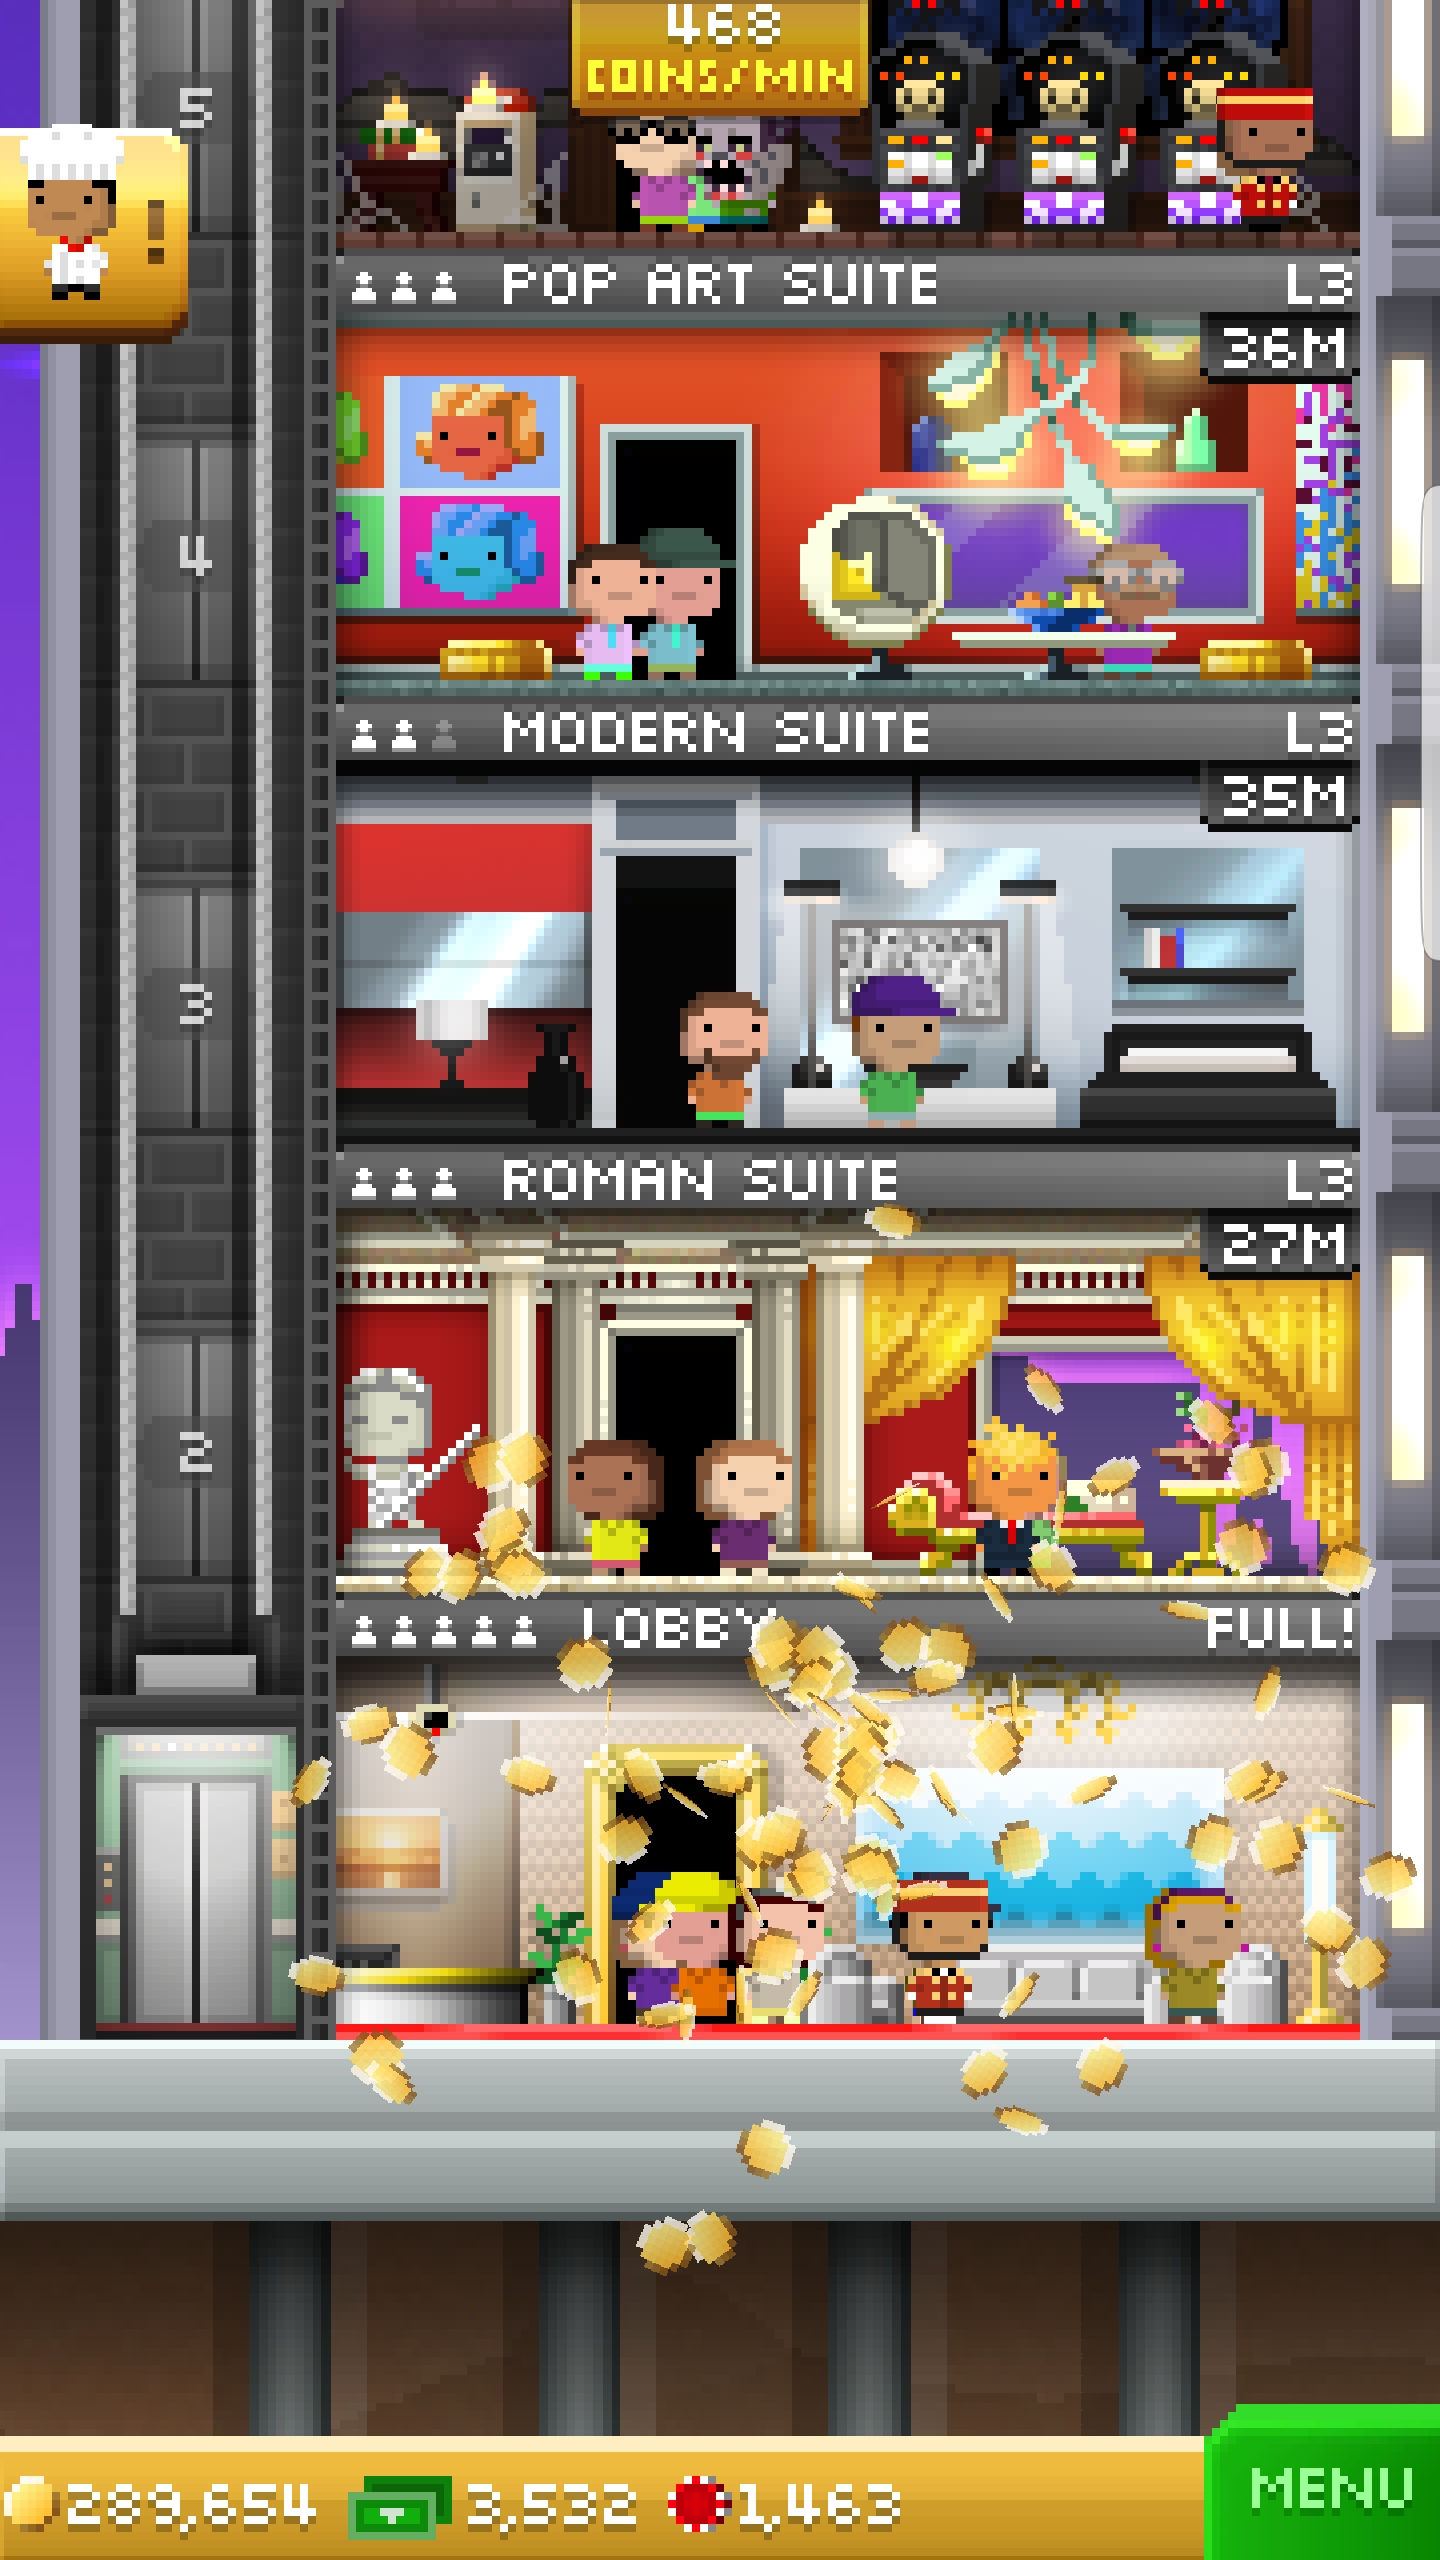 468
COINS/MIN
5
!
POP ART SUITE L3
36M
4
MODERN SUITE L3
35M
3
ROMAN SUITE L3
27M
2
LOBBY FULL!
289,654 3,532 1,463
MENU